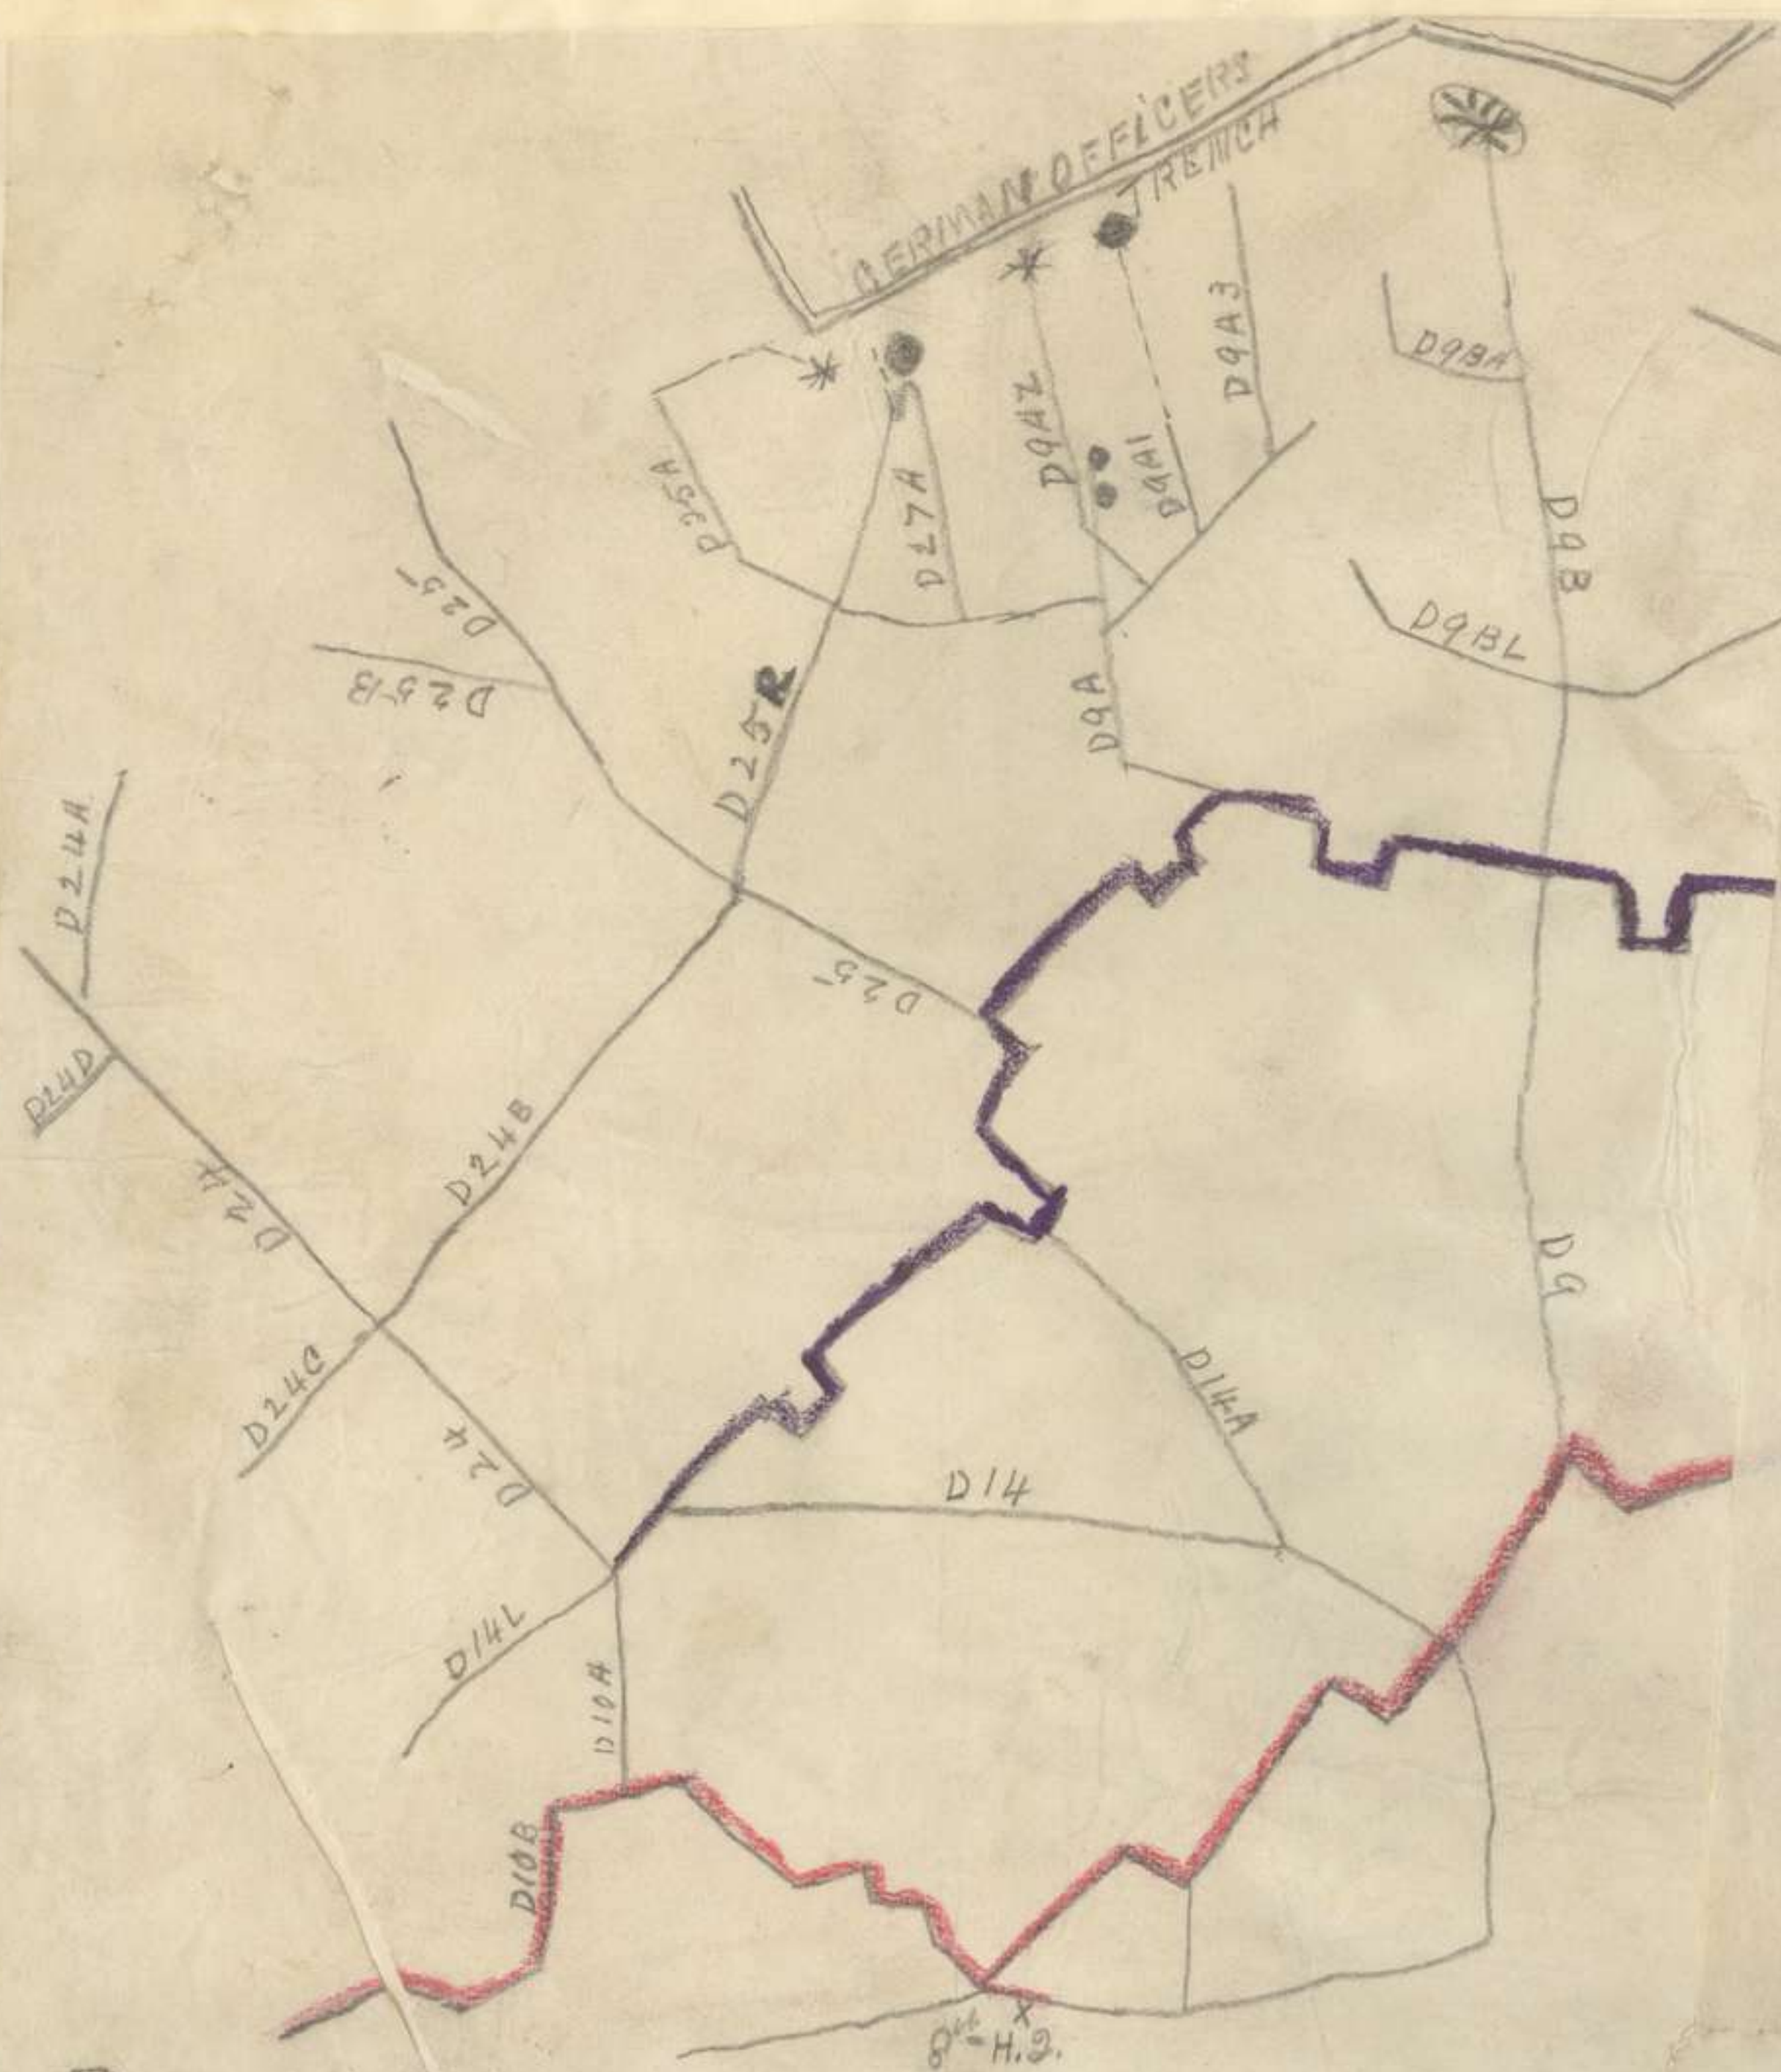 GERMAN OFFICERS
TRENCH
D9A3
D9BA
D9A2
D9A1
D25A
D27A
D9B
D25
D9BL
D25B
D25R
D9A
D24A
D25
D24D
D24B
D24
D9
D14A
D24C
D24
D14
D14L
D10A
D10B
X
8th H.Q.